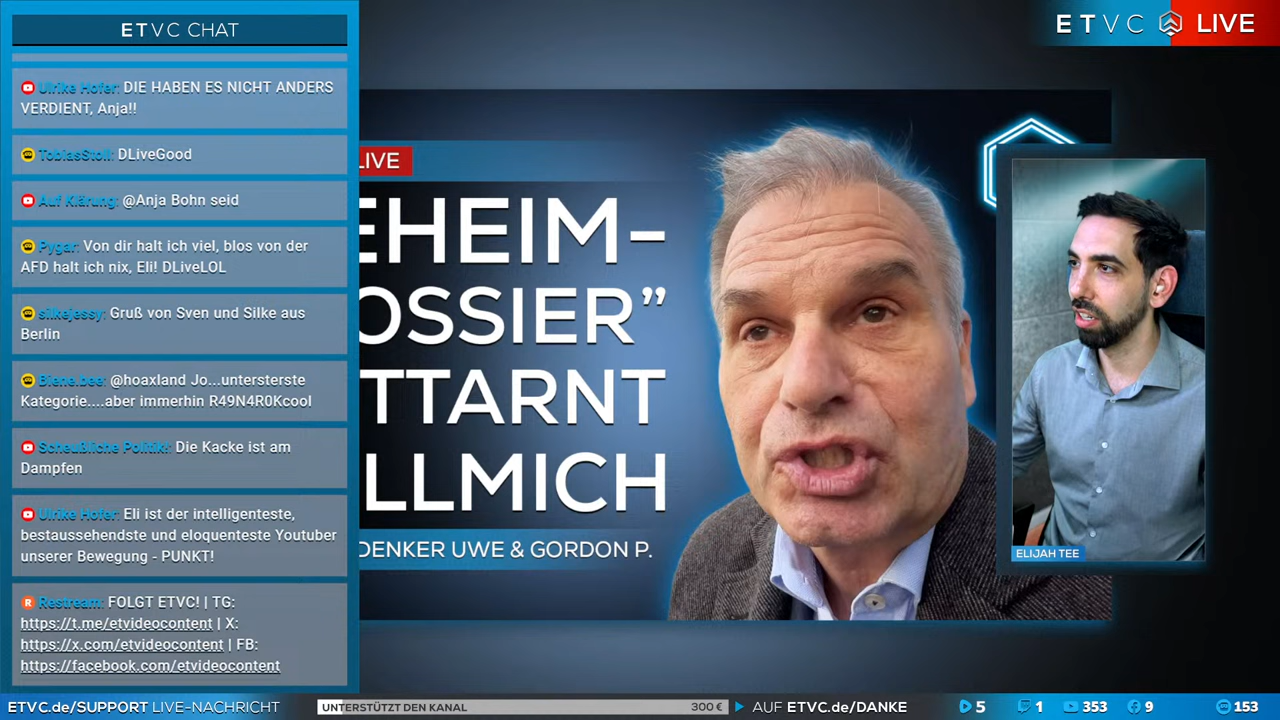 ETVC CHAT
Ulrike Hofer: DIE HABEN ES NICHT ANDERS
VERDIENT, Anja!!
TobiasStoll: DLiveGood
Auf Klärung: @Anja Bohn seid
Pygar: Von dir halt ich viel, blos von der
AFD halt ich nix, Eli! DLiveLOL
silkejessy: Gruß von Sven und Silke aus
Berlin
Biene.bee: @hoaxland Jo...untersterste
Kategorie....aber immerhin R49N4R0Kcool
Scheußliche Politik: Die Kacke ist am
Dampfen
Ulrike Hofer: Eli ist der intelligenteste,
bestaussehendste und eloquenteste Youtuber
unserer Bewegung - PUNKT!
Restream: FOLGT ETVC! | TG:
https://t.me/etvideocontent | X:
https://x.com/etvideocontent | FB:
https://facebook.com/etvideocontent
ETVC LIVE
LIVE
EHEIM-
OSSIER”
TTARNT
LLMICH
DENKER UWE & GORDON P.
ELIJAH TEE
ETVC.de/SUPPORT LIVE-NACHRICHT
UNTERSTÜTZT DEN KANAL
300 €
AUF ETVC.de/DANKE
5
1
353
9
153